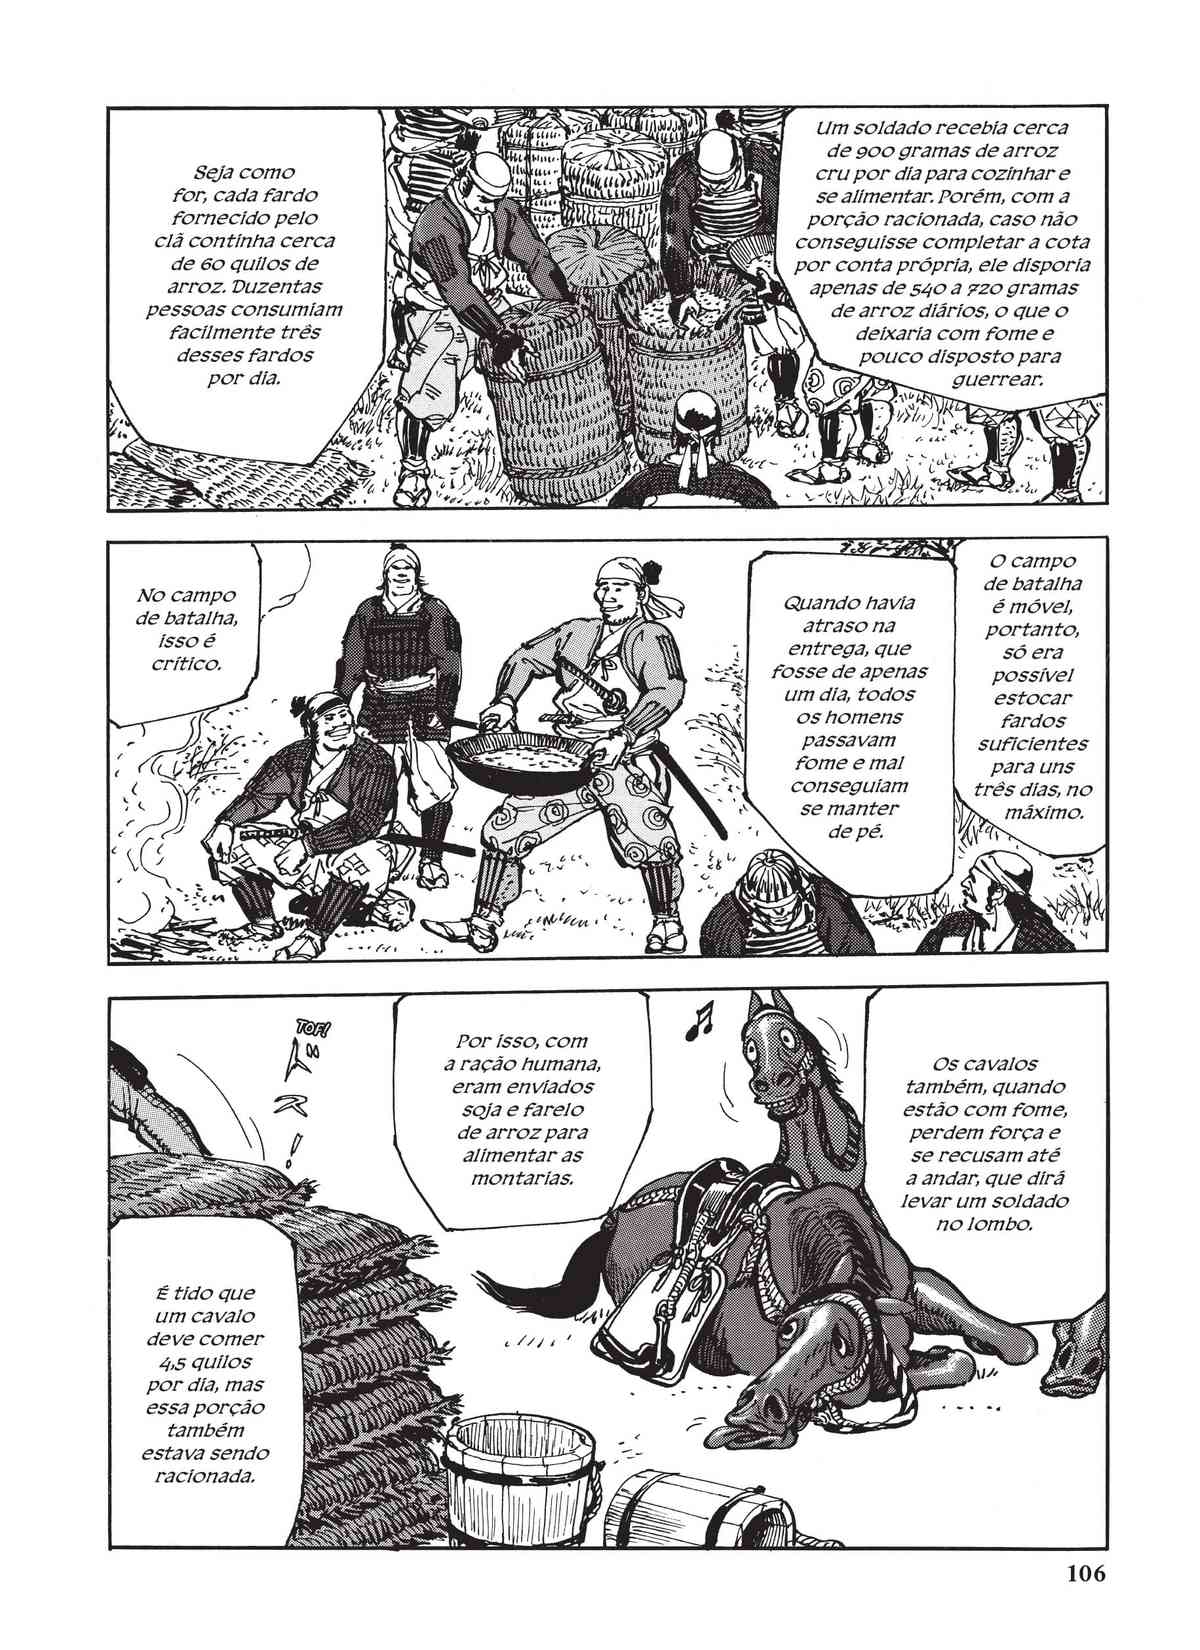 Um soldado recebia cerca
de 900 gramas de arroz
cru por dia para cozinhar e
se alimentar. Porém, com a
porção racionada, caso não
conseguisse completar a cota
por conta própria, ele disporia
apenas de 540 a 720 gramas
de arroz diários, o que o
deixaria com fome e
pouco disposto para
guerrear.
Seja como
for, cada fardo
fornecido pelo
clã continha cerca
de 60 quilos de
arroz. Duzentas
pessoas consumiam
facilmente três
desses fardos
por dia.
O campo
de batalha
é móvel,
portanto,
só era
possível
estocar
fardos
suficientes
para uns
três dias, no
máximo.
Quando havia
atraso na
entrega, que
fosse de apenas
um dia, todos
os homens
passavam
fome e mal
conseguiam
se manter
de pé.
No campo
de batalha,
isso é
crítico.
Os cavalos
também, quando
estão com fome,
perdem força e
se recusam até
a andar, que dirá
levar um soldado
no lombo.
Por isso, com
a ração humana,
eram enviados
soja e farelo
de arroz para
alimentar as
montarias.
TOF!
ドス!
É tido que
um cavalo
deve comer
4,5 quilos
por dia, mas
essa porção
também
estava sendo
racionada.
106